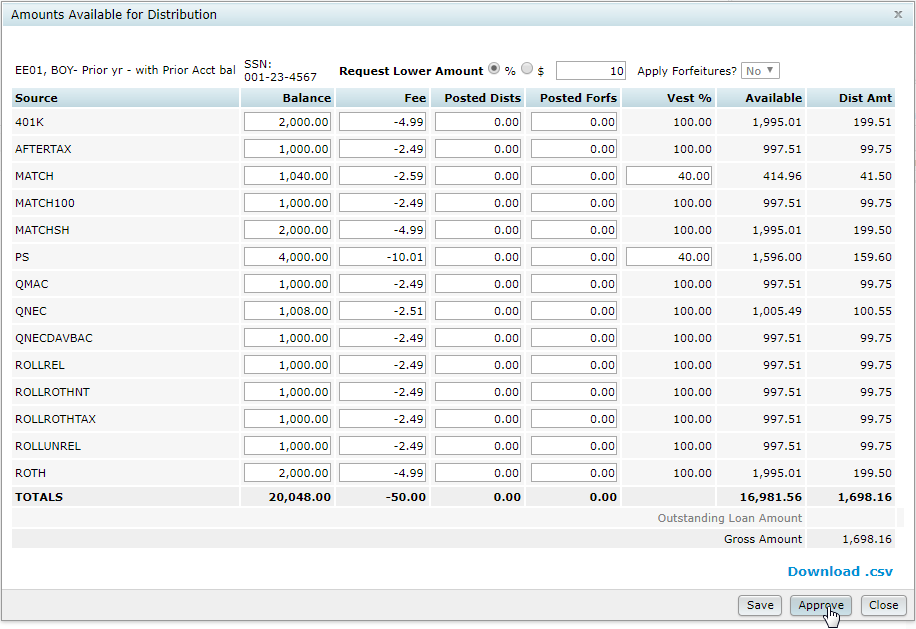 Amounts Available for Distribution x
EE01, BOY- Prior yr - with Prior Acct bal SSN: 001-23-4567 Request Lower Amount % $ 10 Apply Forfeitures? No ▼
Source Balance Fee Posted Dists Posted Forfs Vest % Available Dist Amt
401K 2,000.00 -4.99 0.00 0.00 100.00 1,995.01 199.51
AFTERTAX 1,000.00 -2.49 0.00 0.00 100.00 997.51 99.75
MATCH 1,040.00 -2.59 0.00 0.00 40.00 414.96 41.50
MATCH100 1,000.00 -2.49 0.00 0.00 100.00 997.51 99.75
MATCHSH 2,000.00 -4.99 0.00 0.00 100.00 1,995.01 199.50
PS 4,000.00 -10.01 0.00 0.00 40.00 1,596.00 159.60
QMAC 1,000.00 -2.49 0.00 0.00 100.00 997.51 99.75
QNEC 1,008.00 -2.51 0.00 0.00 100.00 1,005.49 100.55
QNECDAVBAC 1,000.00 -2.49 0.00 0.00 100.00 997.51 99.75
ROLLREL 1,000.00 -2.49 0.00 0.00 100.00 997.51 99.75
ROLLROTHNT 1,000.00 -2.49 0.00 0.00 100.00 997.51 99.75
ROLLROTHTAX 1,000.00 -2.49 0.00 0.00 100.00 997.51 99.75
ROLLUNREL 1,000.00 -2.49 0.00 0.00 100.00 997.51 99.75
ROTH 2,000.00 -4.99 0.00 0.00 100.00 1,995.01 199.50
TOTALS 20,048.00 -50.00 0.00 0.00 16,981.56 1,698.16
Outstanding Loan Amount
Gross Amount 1,698.16
Download .csv
Save Approve Close